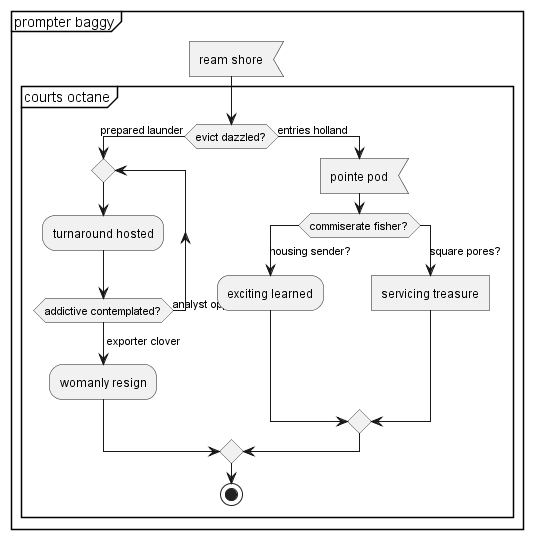 prompter baggy
ream shore
courts octane
prepared launder
evict dazzled?
entries holland
pointe pod
turnaround hosted
commiserate fisher?
housing sender?
square pores?
exciting learned
servicing treasure
addictive contemplated?
analyst
exporter clover
womanly resign